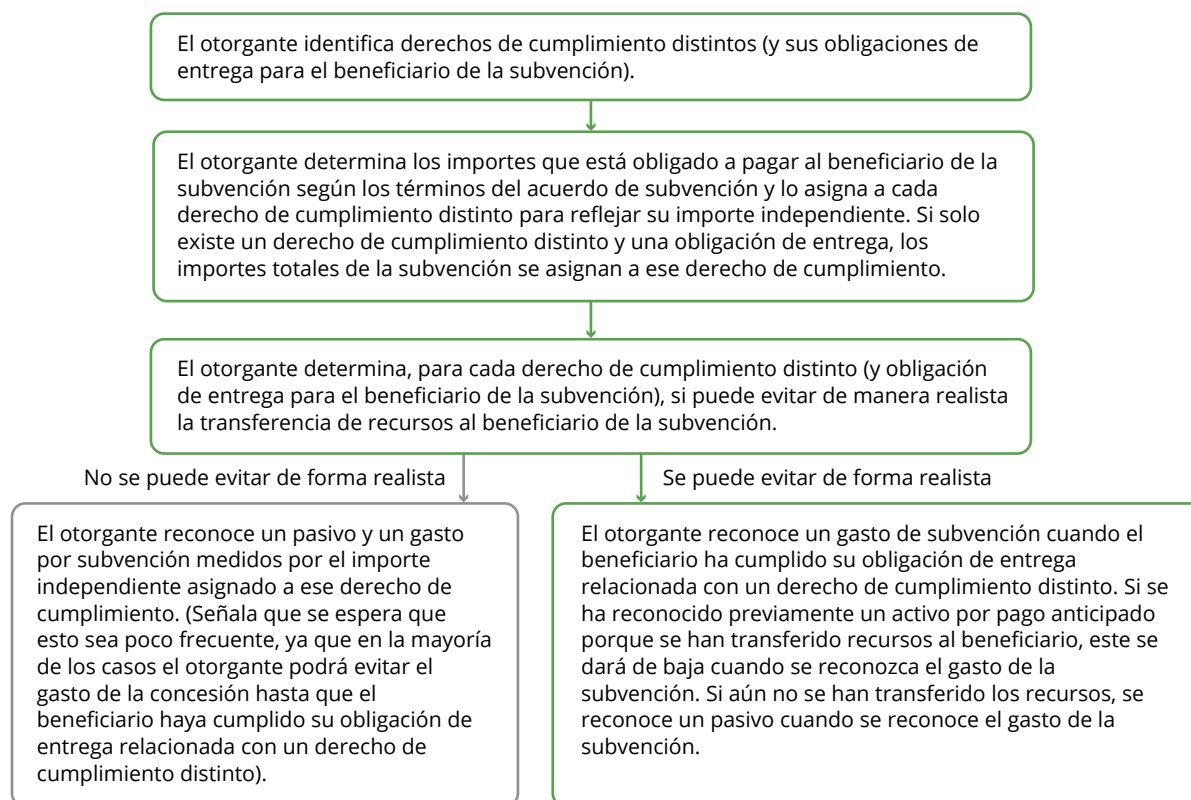 El otorgante identifica derechos de cumplimiento distintos (y sus obligaciones de
entrega para el beneficiario de la subvención).
El otorgante determina los importes que está obligado a pagar al beneficiario de la
subvención según los términos del acuerdo de subvención y lo asigna a cada
derecho de cumplimiento distinto para reflejar su importe independiente. Si solo
existe un derecho de cumplimiento distinto y una obligación de entrega, los
importes totales de la subvención se asignan a ese derecho de cumplimiento.
El otorgante determina, para cada derecho de cumplimiento distinto (y obligación
de entrega para el beneficiario de la subvención), si puede evitar de manera realista
la transferencia de recursos al beneficiario de la subvención.
No se puede evitar de forma realista
El otorgante reconoce un pasivo y un gasto
por subvención medidos por el importe
independiente asignado a ese derecho de
cumplimiento. (Señala que se espera que
esto sea poco frecuente, ya que en la mayoría
de los casos el otorgante podrá evitar el
gasto de la concesión hasta que el
beneficiario haya cumplido su obligación de
entrega relacionada con un derecho de
cumplimiento distinto).
Se puede evitar de forma realista
El otorgante reconoce un gasto de subvención cuando el
beneficiario ha cumplido su obligación de entrega
relacionada con un derecho de cumplimiento distinto. Si se
ha reconocido previamente un activo por pago anticipado
porque se han transferido recursos al beneficiario, este se
dará de baja cuando se reconozca el gasto de la
subvención. Si aún no se han transferido los recursos, se
reconoce un pasivo cuando se reconoce el gasto de la
subvención.